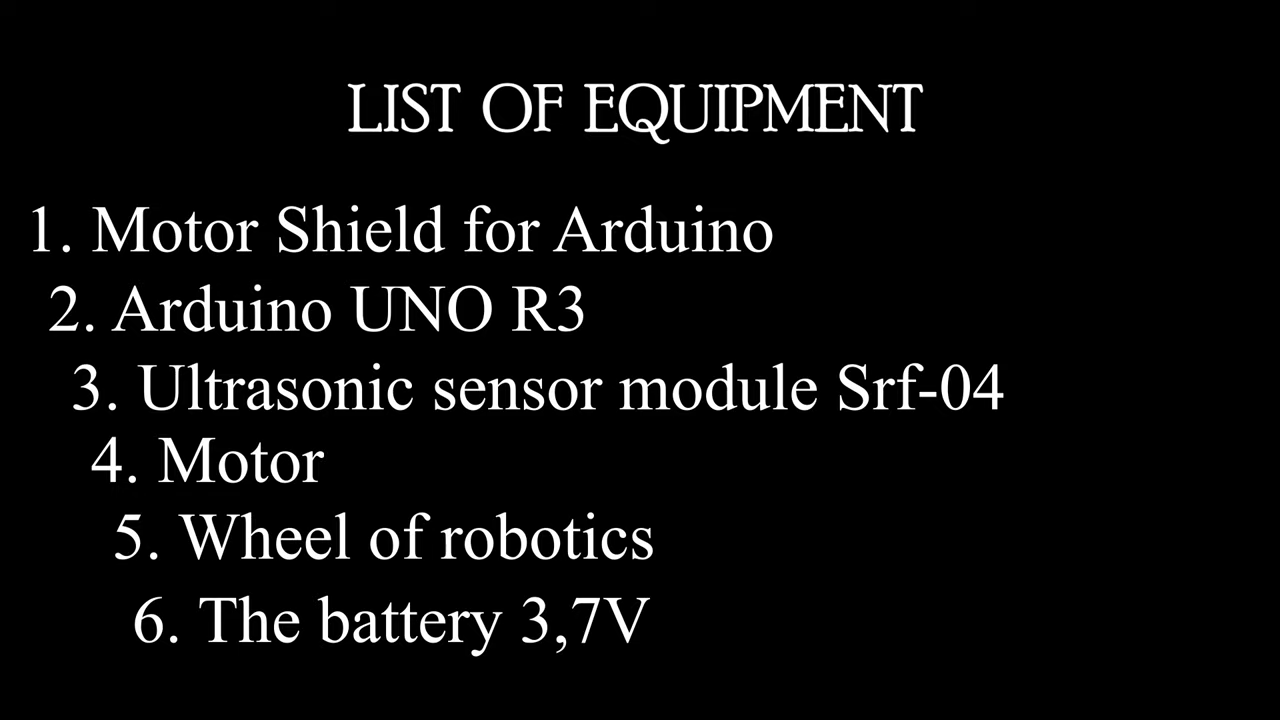 LIST OF EQUIPMENT
1. Motor Shield for Arduino
2. Arduino UNO R3
3. Ultrasonic sensor module Srf-04
4. Motor
5. Wheel of robotics
6. The battery 3,7V